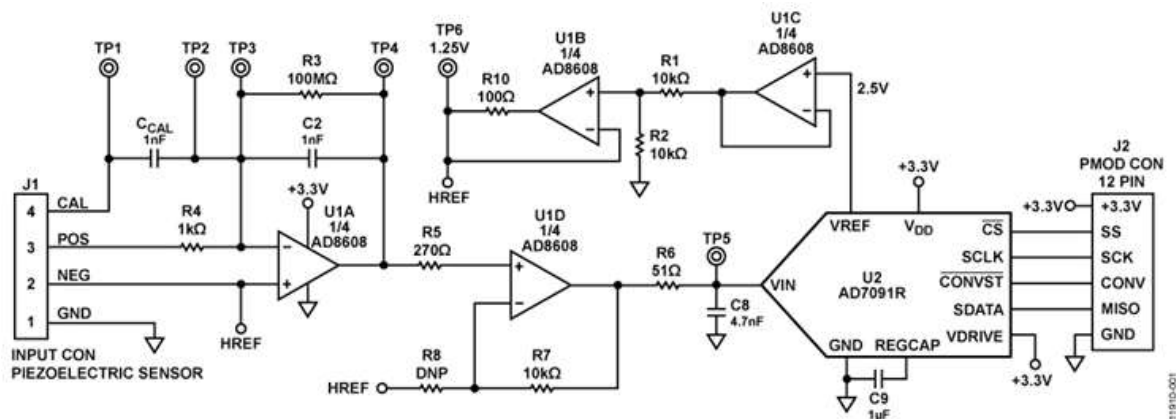 TP1
TP2
TP3
TP4
R3
100MΩ
CCAL
1nF
C2
1nF
TP6
1.25V
R10
100Ω
U1B
1/4
AD8608
R1
10kΩ
U1C
1/4
AD8608
2.5V
R2
10kΩ
HREF
J1
4 CAL
3 POS
2 NEG
1 GND
INPUT CON
PIEZOELECTRIC SENSOR
R4
1kΩ
+3.3V
U1A
1/4
AD8608
HREF
R5
270Ω
U1D
1/4
AD8608
R6
51Ω
TP5
C8
4.7nF
HREF
R8
DNP
R7
10kΩ
+3.3V
VREF
VDD
CS
SCLK
CONVST
SDATA
VDRIVE
VIN
U2
AD7091R
GND
REGCAP
C9
1µF
+3.3V
J2
PMOD CON
12 PIN
+3.3V
+3.3V
SS
SCK
CONV
MISO
GND